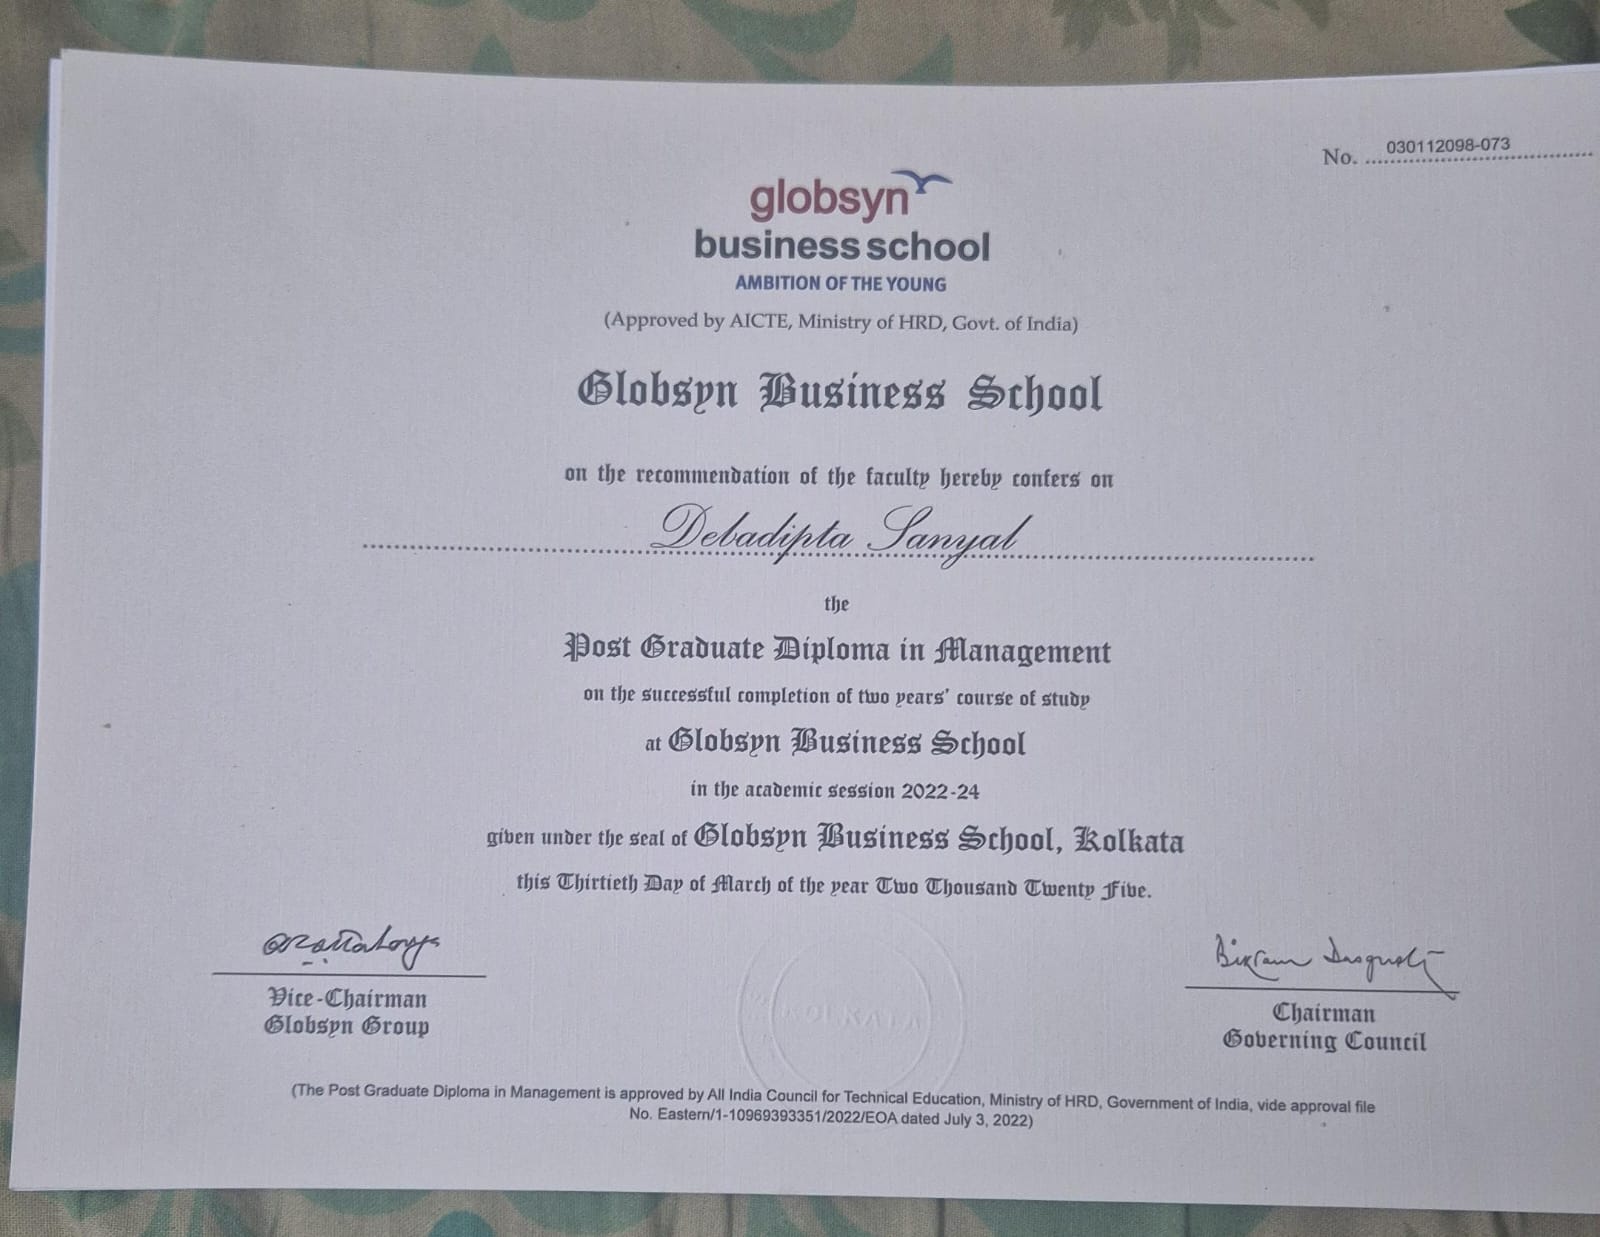 No. 030112098-073
globsyn
business school
AMBITION OF THE YOUNG
(Approved by AICTE, Ministry of HRD, Govt. of India)
Globsyn Business School
on the recommendation of the faculty hereby confers on
Debadipta Sanyal
the
Post Graduate Diploma in Management
on the successful completion of two years' course of study
at Globsyn Business School
in the academic session 2022-24
given under the seal of Globsyn Business School, Kolkata
this Thirtieth Day of March of the year Two Thousand Twenty Five.
Bikram Dasgupta
Vice-Chairman
Globsyn Group
Chairman
Governing Council
KOLKATA
(The Post Graduate Diploma in Management is approved by All India Council for Technical Education, Ministry of HRD, Government of India, vide approval file
No. Eastern/1-10969393351/2022/EOA dated July 3, 2022)